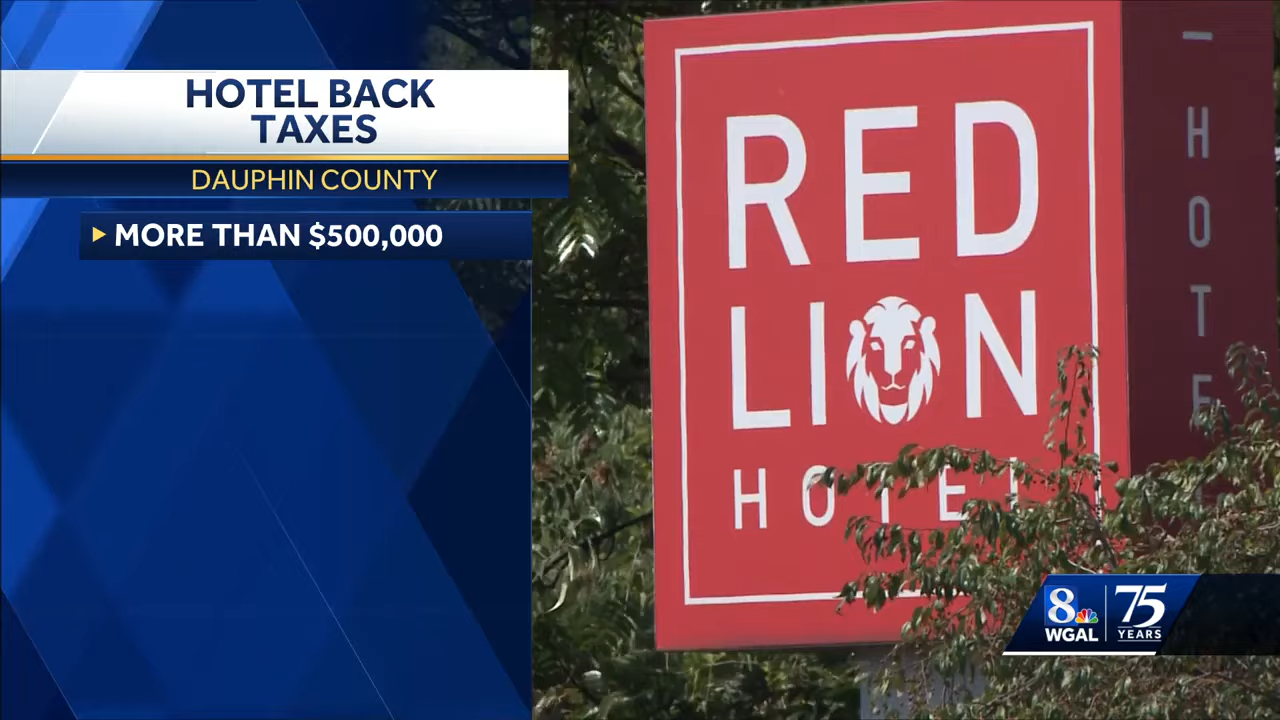 HOTEL BACK
TAXES
DAUPHIN COUNTY
MORE THAN $500,000
RED
LION
HOTEL
HOTE
8
WGAL
75
YEARS